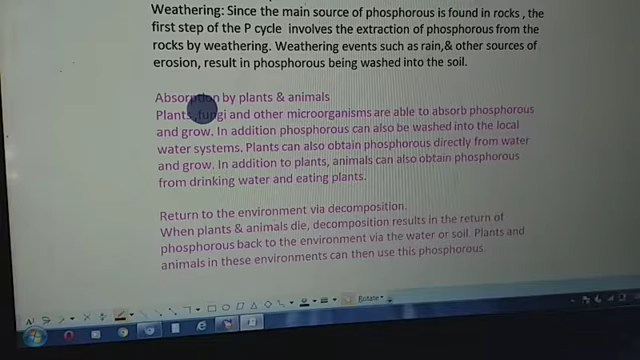 Weathering: Since the main source of phosphorous is found in rocks , the
first step of the P cycle involves the extraction of phosphorous from the
rocks by weathering. Weathering events such as rain,& other sources of
erosion, result in phosphorous being washed into the soil.
Absorption by plants & animals
Plants ,fungi and other microorganisms are able to absorb phosphorous
and grow. In addition phosphorous can also be washed into the local
water systems. Plants can also obtain phosphorous directly from water
and grow. In addition to plants, animals can also obtain phosphorous
from drinking water and eating plants.
Return to the environment via decomposition.
When plants & animals die, decomposition results in the return of
phosphorous back to the environment via the water or soil. Plants and
animals in these environments can then use this phosphorous.
Rotate